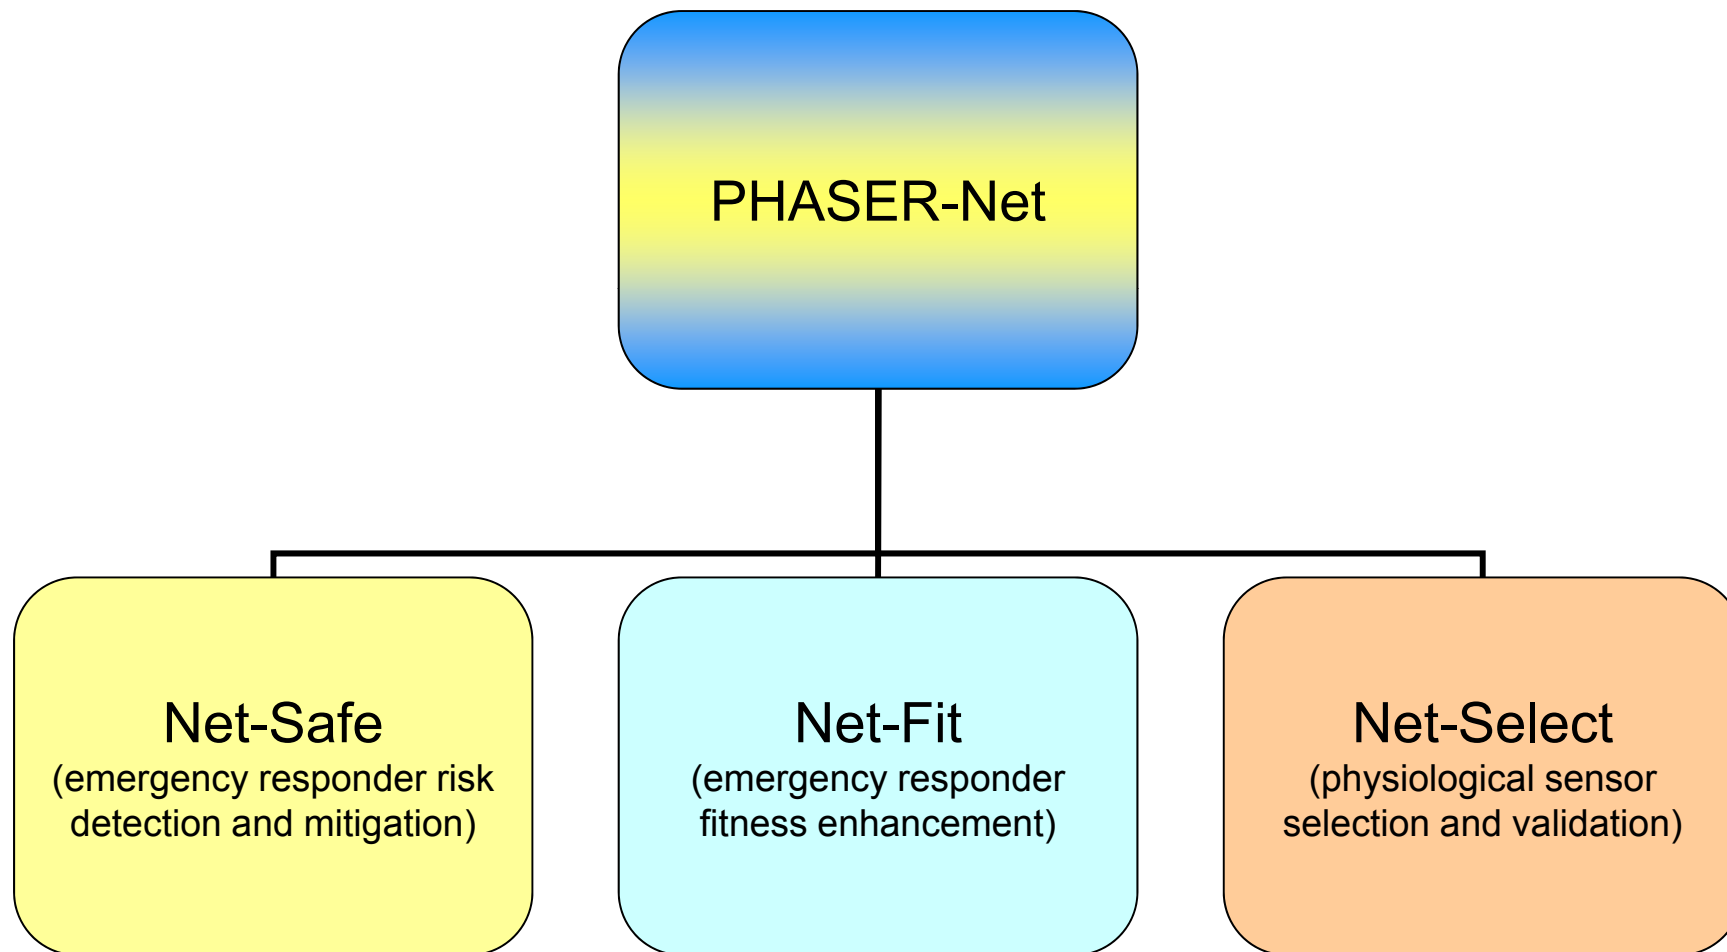 PHASER-Net
Net-Safe
(emergency responder risk
detection and mitigation)
Net-Fit
(emergency responder
fitness enhancement)
Net-Select
(physiological sensor
selection and validation)